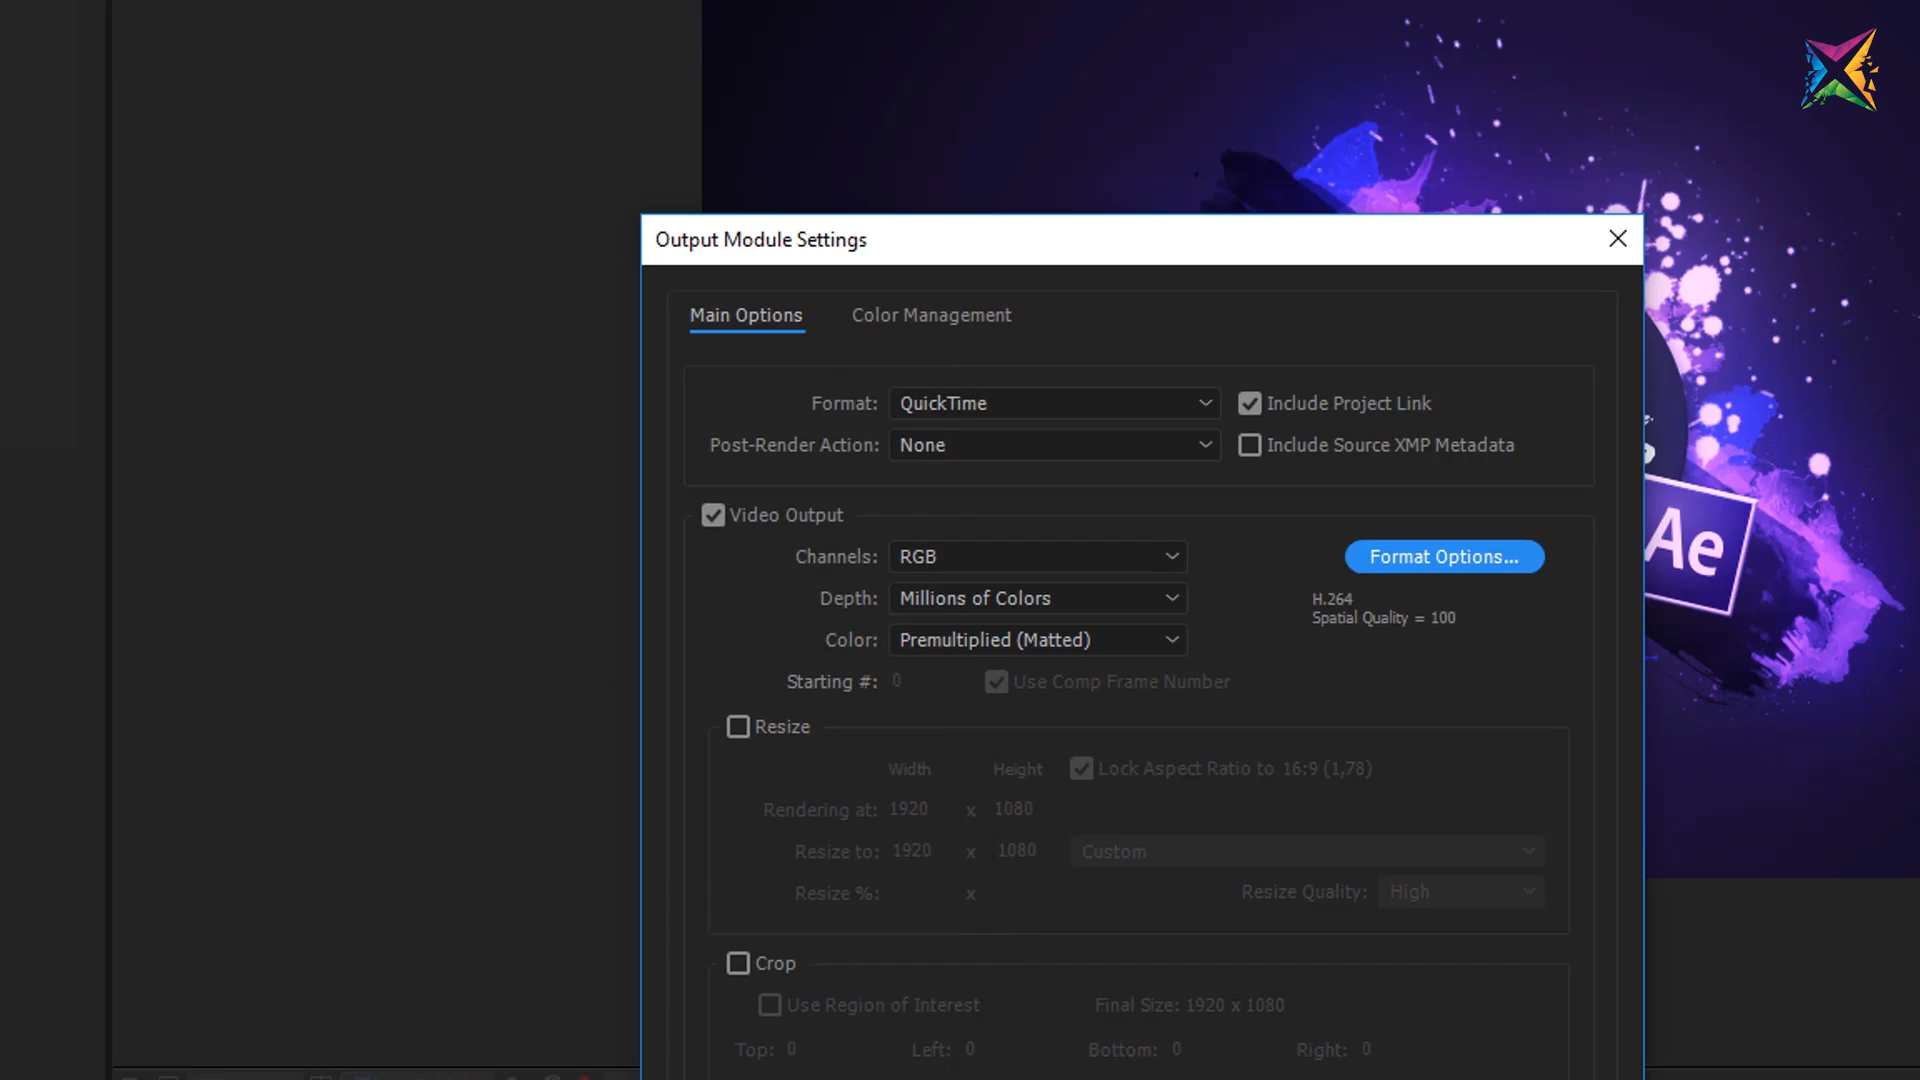 Output Module Settings
Main Options Color Management
Format: QuickTime Include Project Link
Post-Render Action: None Include Source XMP Metadata
Video Output
Channels: RGB Format Options...
Depth: Millions of Colors H.264
Spatial Quality = 100
Color: Premultiplied (Matted)
Starting #: 0 Use Comp Frame Number
Resize
Width Height Lock Aspect Ratio to 16:9 (1,78)
Rendering at: 1920 x 1080
Resize to: 1920 x 1080 Custom
Resize %: x Resize Quality: High
Crop
Use Region of Interest Final Size: 1920 x 1080
Top: 0 Left: 0 Bottom: 0 Right: 0
Ae